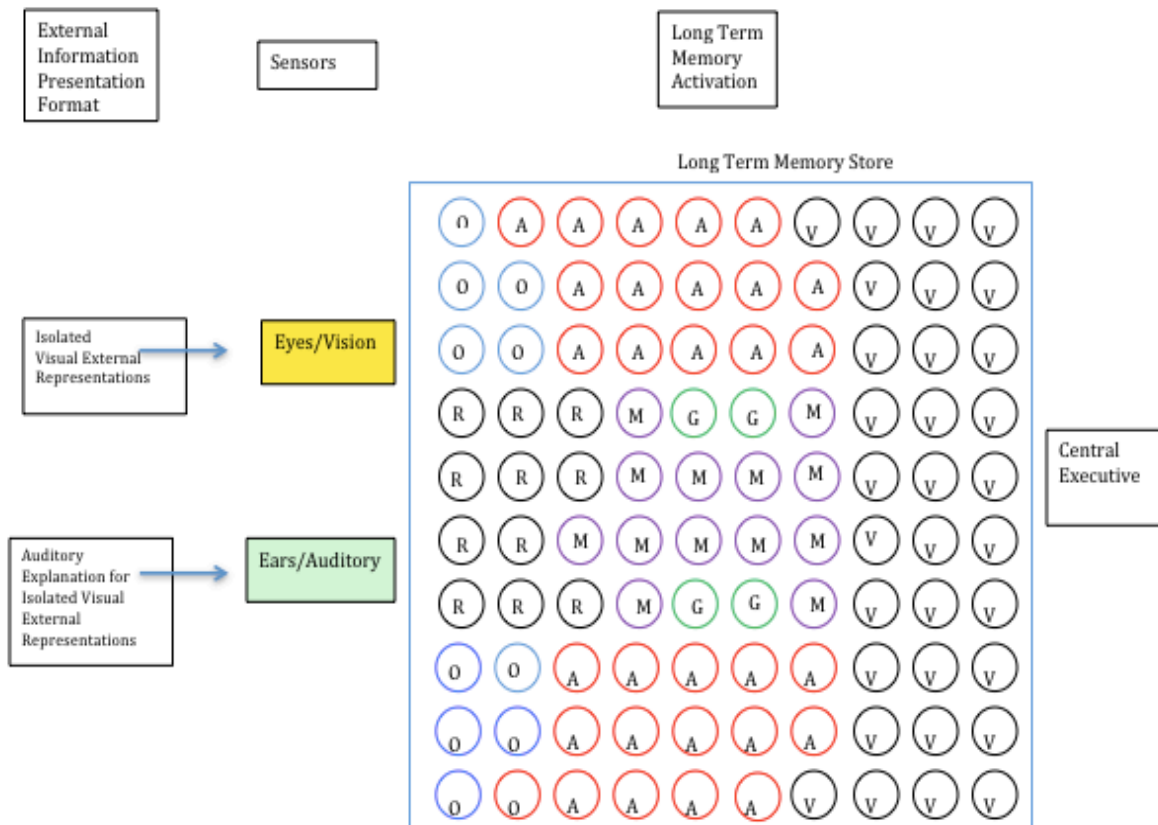 External
Information
Presentation
Format
Sensors
Long Term
Memory
Activation
Long Term Memory Store
O A A A A A V V V V
O O A A A A A V V V
O O A A A A A V V V
R R R M G G M V V V
R R R M M M M V V V
R R M M M M M V V V
R R R M G G M V V V
O O A A A A A V V V
O O A A A A A V V V
O O A A A A V V V V
Isolated
Visual External
Representations
Eyes/Vision
Auditory
Explanation for
Isolated Visual
External
Representations
Ears/Auditory
Central
Executive